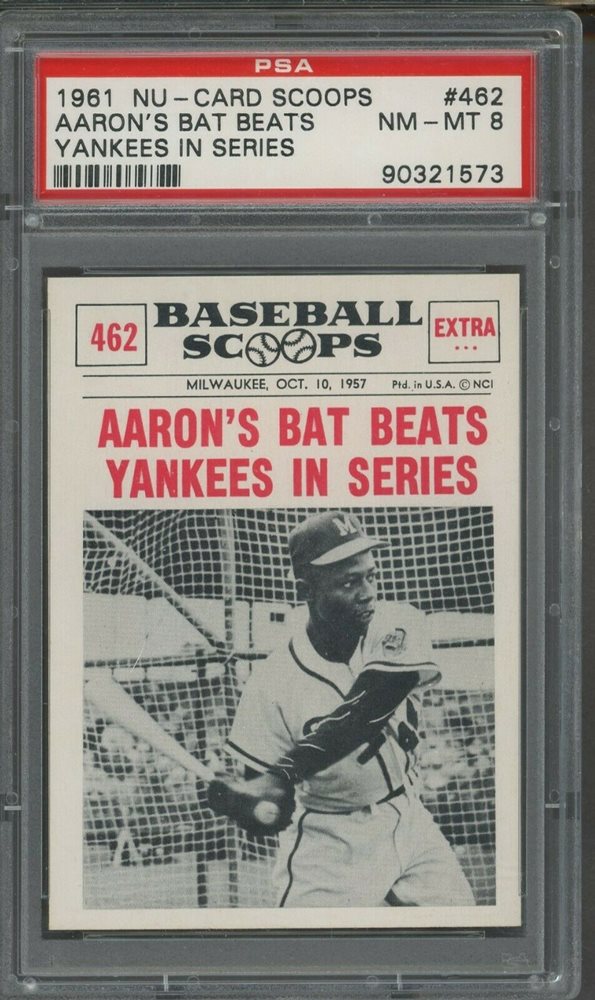 PSA
1961 NU-CARD SCOOPS #462
AARON'S BAT BEATS NM-MT 8
YANKEES IN SERIES
90321573
462 BASEBALL SCOOPS EXTRA ...
MILWAUKEE, OCT. 10, 1957 Ptd. in U.S.A. © NCI
AARON'S BAT BEATS
YANKEES IN SERIES
M